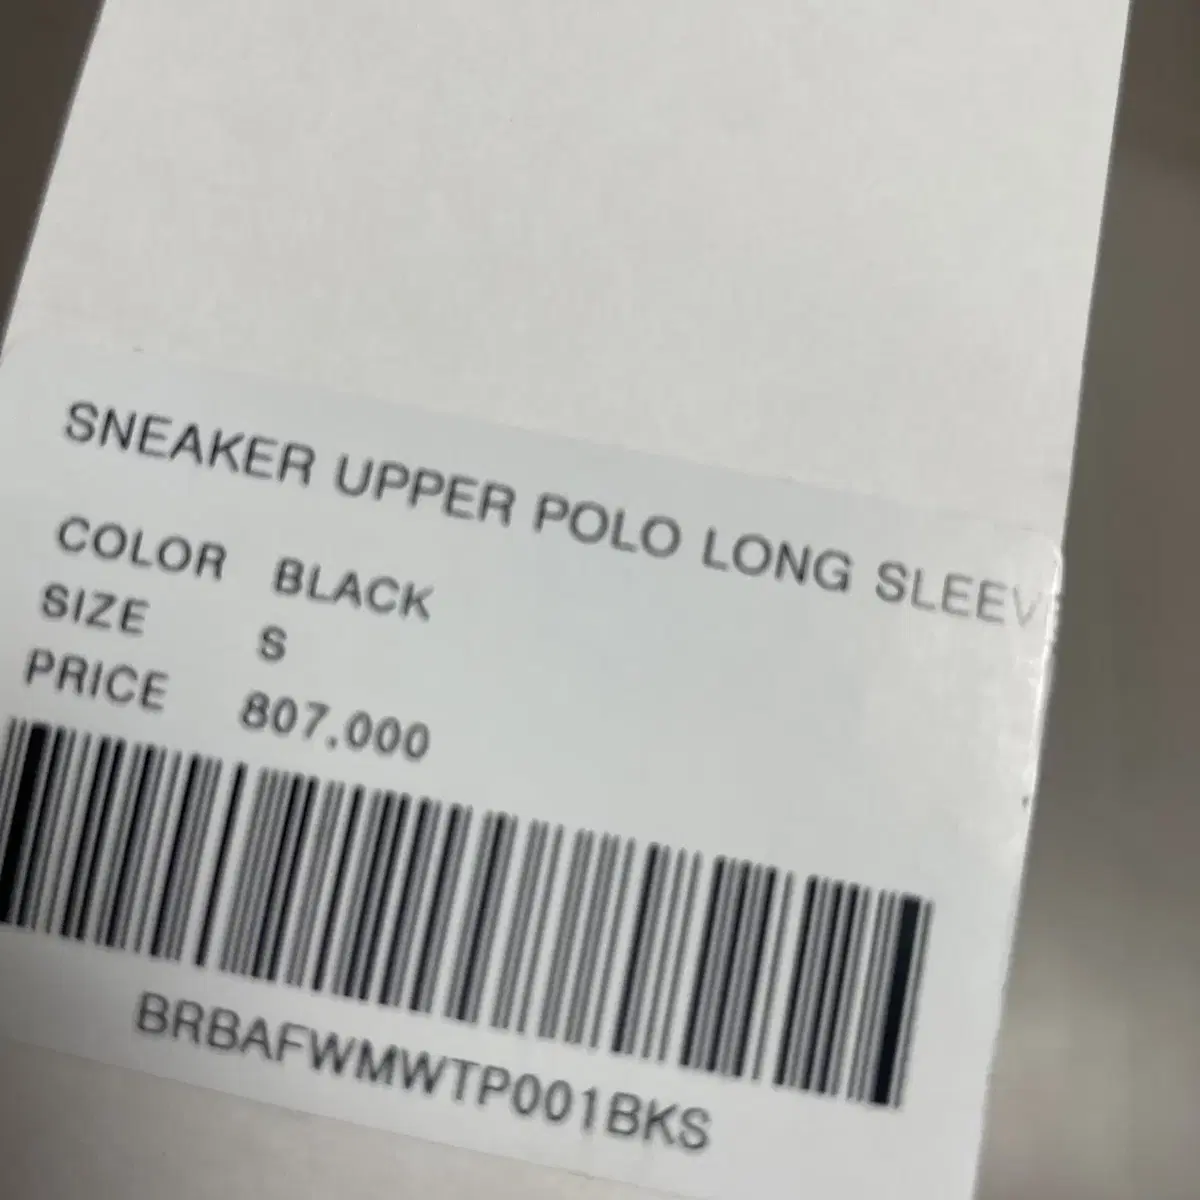 SNEAKER UPPER POLO LONG SLEEV
COLOR BLACK
SIZE S
PRICE 807.000
BRBAFWMWTP001BKS